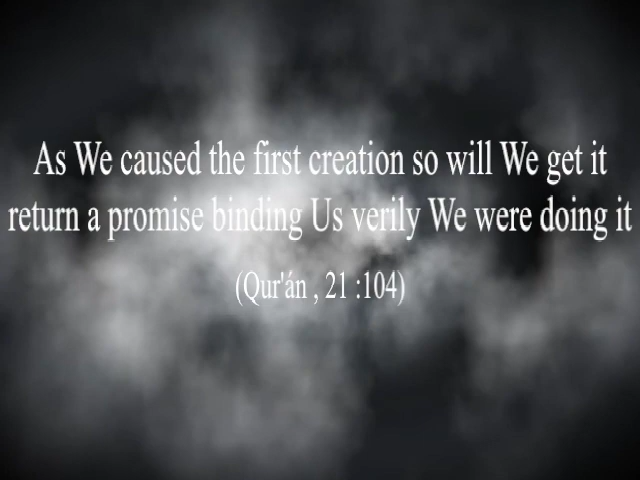 As We caused the first creation so will We get it
return a promise binding Us verily We were doing it
(Qur'án , 21 :104)